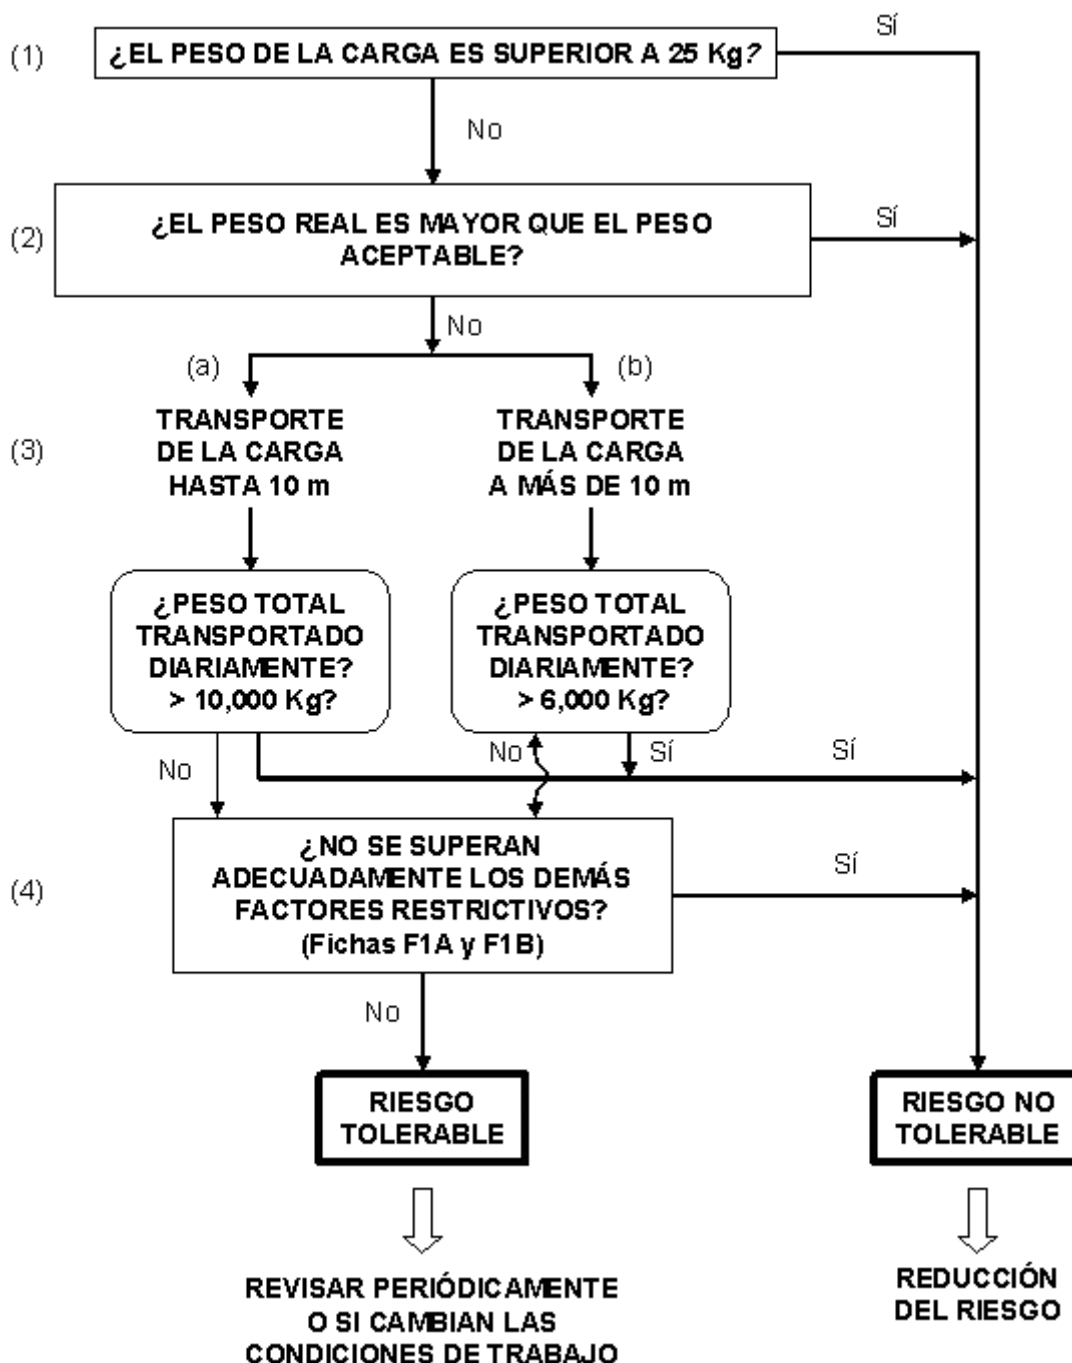 Sí
(1)
¿EL PESO DE LA CARGA ES SUPERIOR A 25 Kg?
No
(2)
¿EL PESO REAL ES MAYOR QUE EL PESO
ACEPTABLE?
Sí
No
(a)
(b)
(3)
TRANSPORTE
DE LA CARGA
HASTA 10 m
TRANSPORTE
DE LA CARGA
A MÁS DE 10 m
¿PESO TOTAL
TRANSPORTADO
DIARIAMENTE?
> 10,000 Kg?
¿PESO TOTAL
TRANSPORTADO
DIARIAMENTE?
> 6,000 Kg?
No
No
Sí
Sí
(4)
¿NO SE SUPERAN
ADECUADAMENTE LOS DEMÁS
FACTORES RESTRICTIVOS?
(Fichas F1A y F1B)
Sí
No
RIESGO
TOLERABLE
RIESGO NO
TOLERABLE
REVISAR PERIÓDICAMENTE
O SI CAMBIAN LAS
CONDICIONES DE TRABAJO
REDUCCIÓN
DEL RIESGO